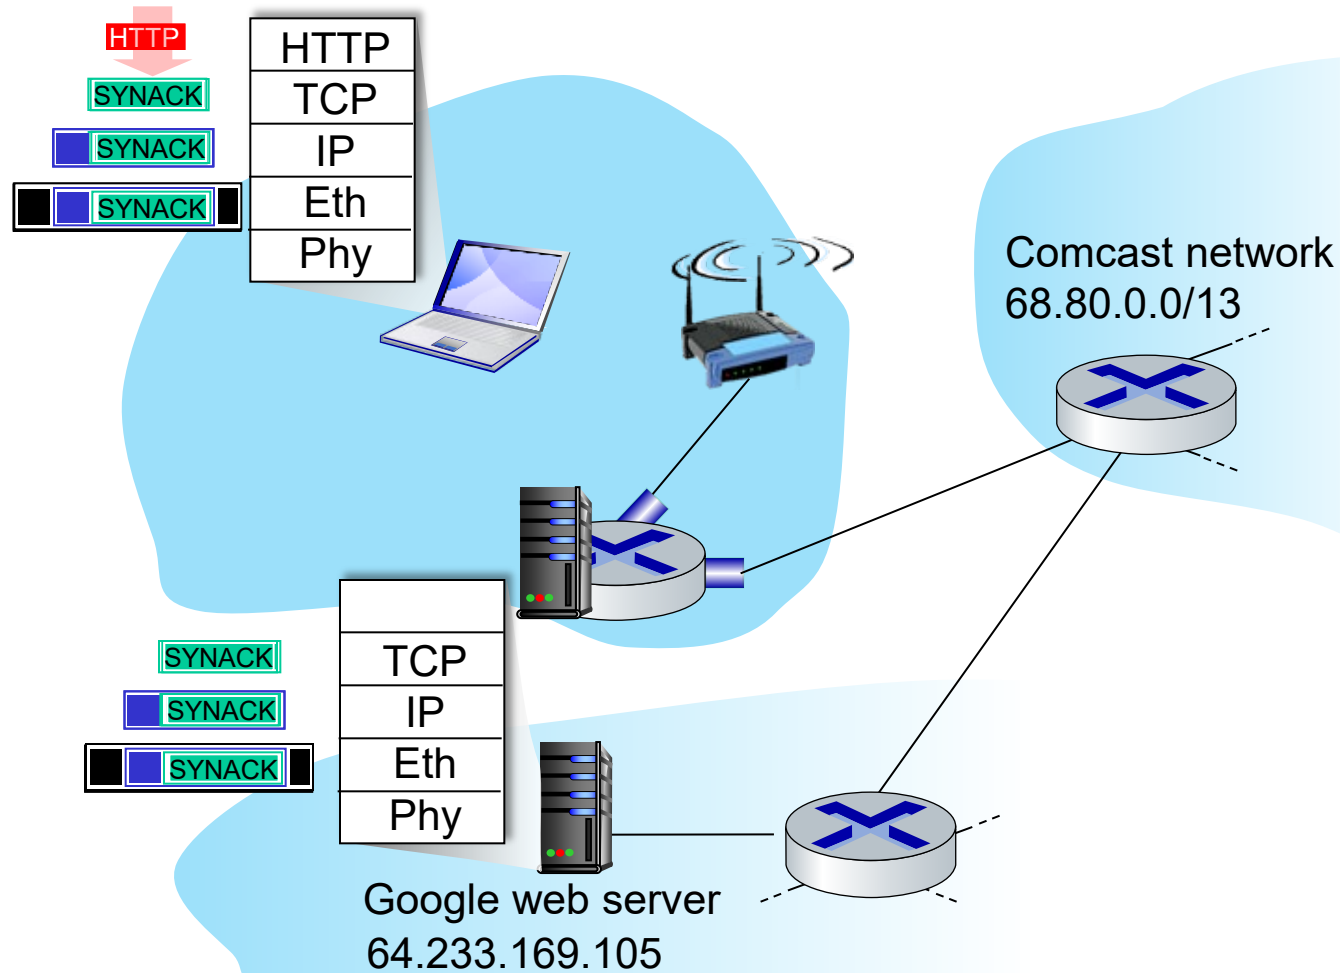 HTTP
HTTP
SYNACK
TCP
SYNACK
IP
SYNACK
Eth
Phy
Comcast network
68.80.0.0/13
SYNACK
TCP
SYNACK
IP
SYNACK
Eth
Phy
Google web server
64.233.169.105